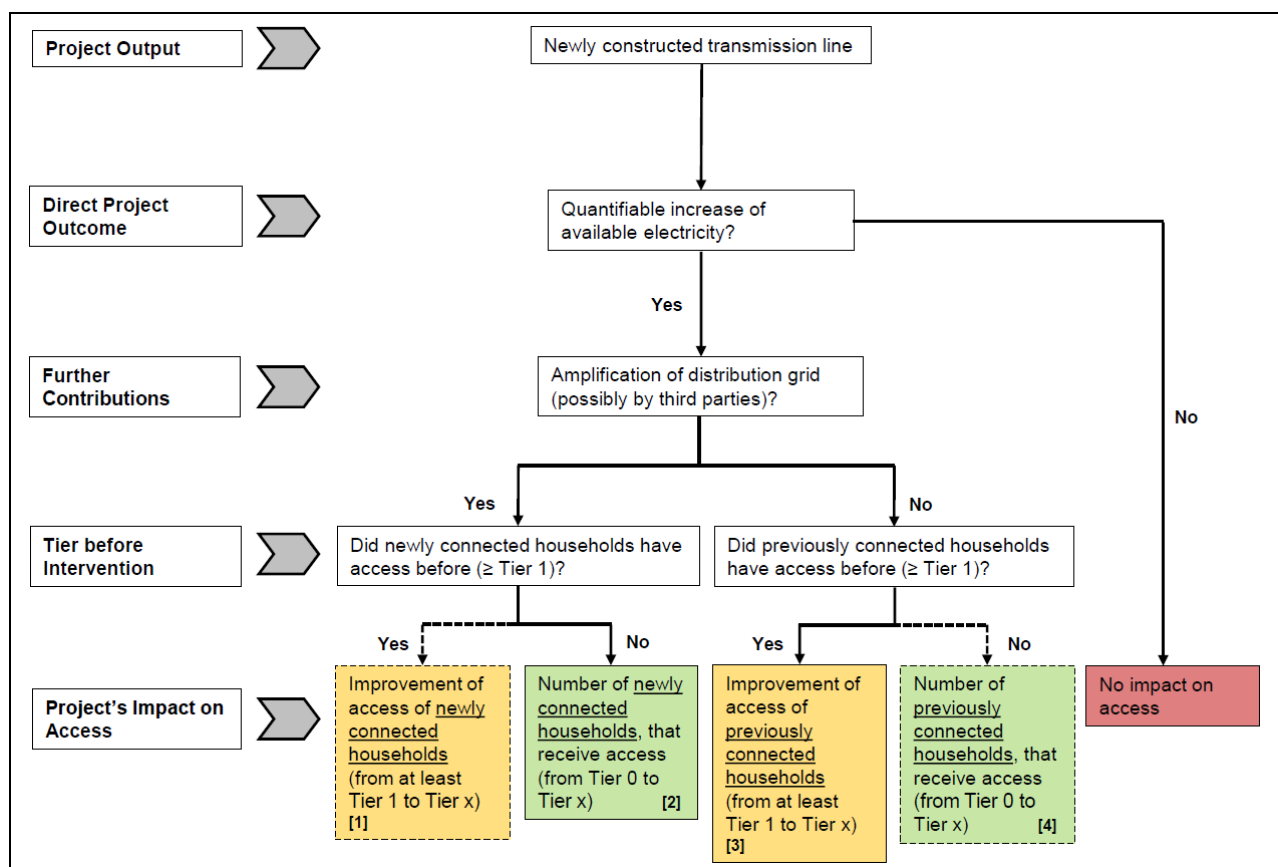 Project Output
Newly constructed transmission line
Direct Project
Outcome
Quantifiable increase of
available electricity?
Yes
No
Further
Contributions
Amplification of distribution grid
(possibly by third parties)?
Yes
No
Tier before
Intervention
Did newly connected households have
access before (≥ Tier 1)?
Did previously connected households
have access before (≥ Tier 1)?
Yes
No
Yes
No
Project's Impact on
Access
Improvement of
access of newly
connected
households
(from at least
Tier 1 to Tier x)
[1]
Number of newly
connected
households, that
receive access
(from Tier 0 to
Tier x) [2]
Improvement of
access of
previously
connected
households
(from at least
Tier 1 to Tier x)
[3]
Number of
previously
connected
households, that
receive access
(from Tier 0 to
Tier x) [4]
No impact on
access